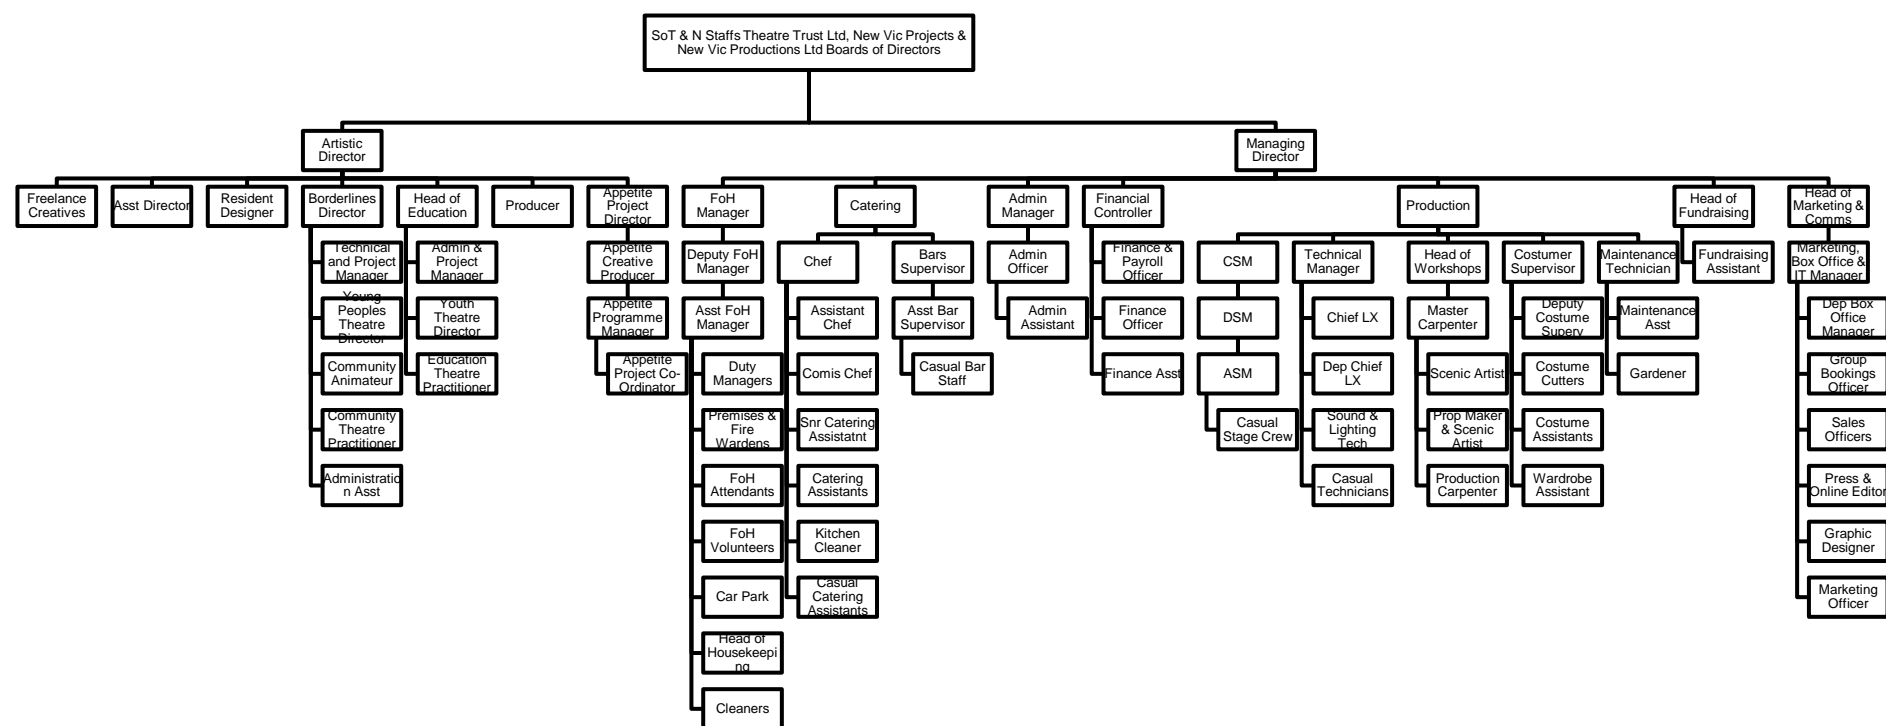 SoT & N Staffs Theatre Trust Ltd, New Vic Projects &
New Vic Productions Ltd Boards of Directors
Artistic
Director
Managing
Director
Freelance
Creatives
Asst Director
Resident
Designer
Borderlines
Director
Head of
Education
Producer
Appetite
Project
Director
FoH
Manager
Catering
Admin
Manager
Financial
Controller
Production
Head of
Fundraising
Head of
Marketing &
Comms
Technical
and Project
Manager
Admin &
Project
Manager
Appetite
Creative
Producer
Deputy FoH
Manager
Chef
Bars
Supervisor
Admin
Officer
Finance &
Payroll
Officer
CSM
Technical
Manager
Head of
Workshops
Costumer
Supervisor
Maintenance
Technician
Fundraising
Assistant
Marketing,
Box Office &
IT Manager
Young
Peoples
Theatre
Director
Youth
Theatre
Director
Appetite
Programme
Manager
Asst FoH
Manager
Assistant
Chef
Asst Bar
Supervisor
Admin
Assistant
Finance
Officer
DSM
Chief LX
Master
Carpenter
Deputy
Costume
Superv
Maintenance
Asst
Dep Box
Office
Manager
Community
Animateur
Education
Theatre
Practitioner
Appetite
Project Co-
Ordinator
Duty
Managers
Comis Chef
Casual Bar
Staff
Finance Asst
ASM
Dep Chief
LX
Scenic Artist
Costume
Cutters
Gardener
Group
Bookings
Officer
Community
Theatre
Practitioner
Premises &
Fire
Wardens
Snr Catering
Assistatnt
Casual
Stage Crew
Sound &
Lighting
Tech
Prop Maker
& Scenic
Artist
Costume
Assistants
Sales
Officers
Administratio
n Asst
FoH
Attendants
Catering
Assistants
Casual
Technicians
Production
Carpenter
Wardrobe
Assistant
Press &
Online Editor
FoH
Volunteers
Kitchen
Cleaner
Graphic
Designer
Car Park
Casual
Catering
Assistants
Marketing
Officer
Head of
Housekeepi
ng
Cleaners